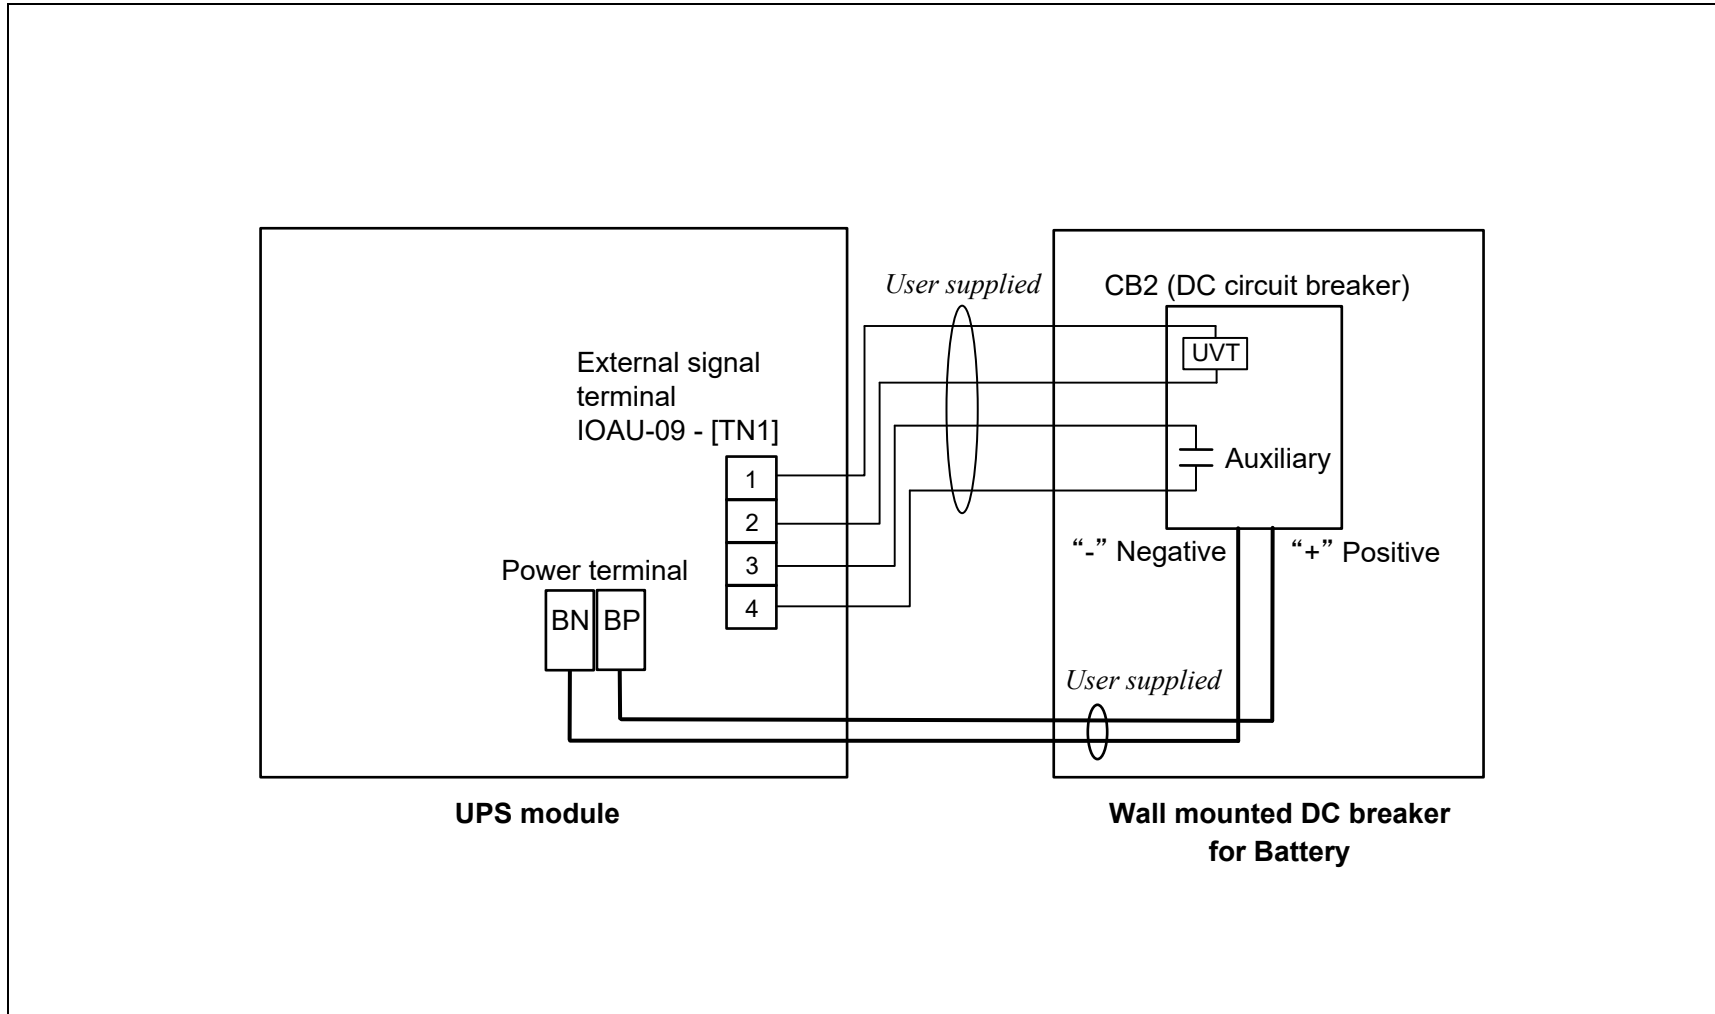 User supplied
CB2 (DC circuit breaker)
UVT
External signal
terminal
IOAU-09 - [TN1]
Auxiliary
1
2
3
4
“-” Negative
“+” Positive
Power terminal
BN
BP
User supplied
UPS module
Wall mounted DC breaker
for Battery